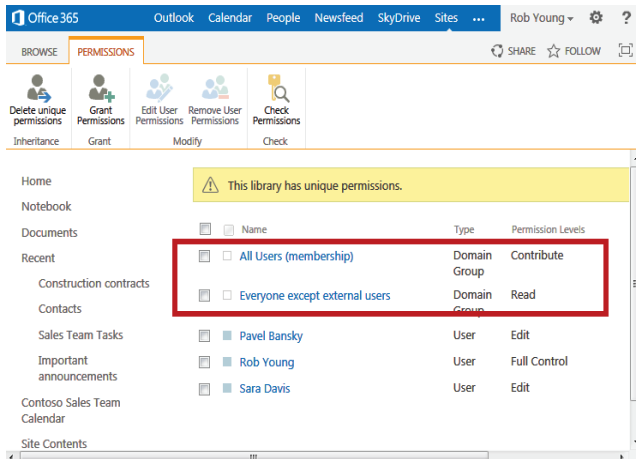 Office 365 Outlook Calendar People Newsfeed SkyDrive Sites ... Rob Young ?
BROWSE PERMISSIONS SHARE FOLLOW
Delete unique permissions Grant Permissions Edit User Permissions Remove User Permissions Check Permissions
Inheritance Grant Modify Check
Home
This library has unique permissions.
Notebook
Documents
Name Type Permission Levels
Recent
All Users (membership) Domain Group Contribute
Construction contracts
Everyone except external users Domain Group Read
Contacts
Sales Team Tasks
Pavel Bansky User Edit
Important announcements
Rob Young User Full Control
Sara Davis User Edit
Contoso Sales Team Calendar
Site Contents